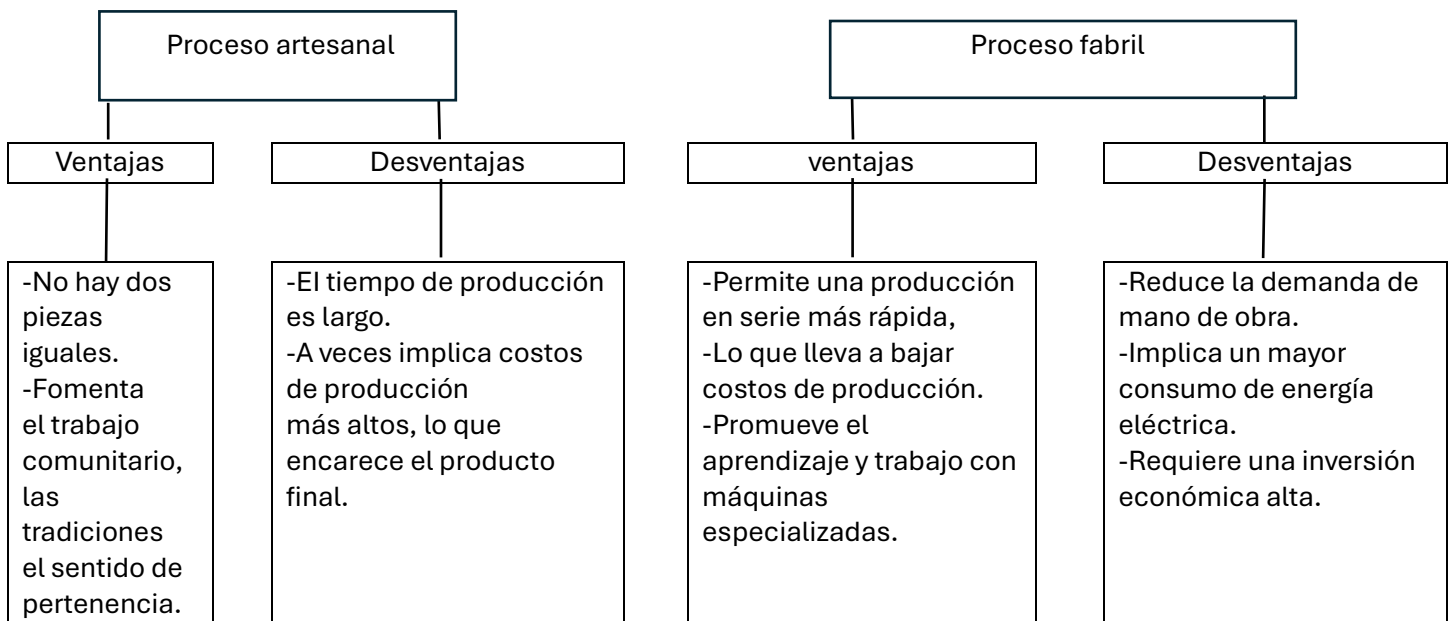 Proceso artesanal
Ventajas
-No hay dos
piezas
iguales.
-Fomenta
el trabajo
comunitario,
las
tradiciones
el sentido de
pertenencia.
Desventajas
-El tiempo de producción
es largo.
-A veces implica costos
de producción
más altos, lo que
encarece el producto
final.
Proceso fabril
ventajas
-Permite una producción
en serie más rápida,
-Lo que lleva a bajar
costos de producción.
-Promueve el
aprendizaje y trabajo con
máquinas
especializadas.
Desventajas
-Reduce la demanda de
mano de obra.
-Implica un mayor
consumo de energía
eléctrica.
-Requiere una inversión
económica alta.